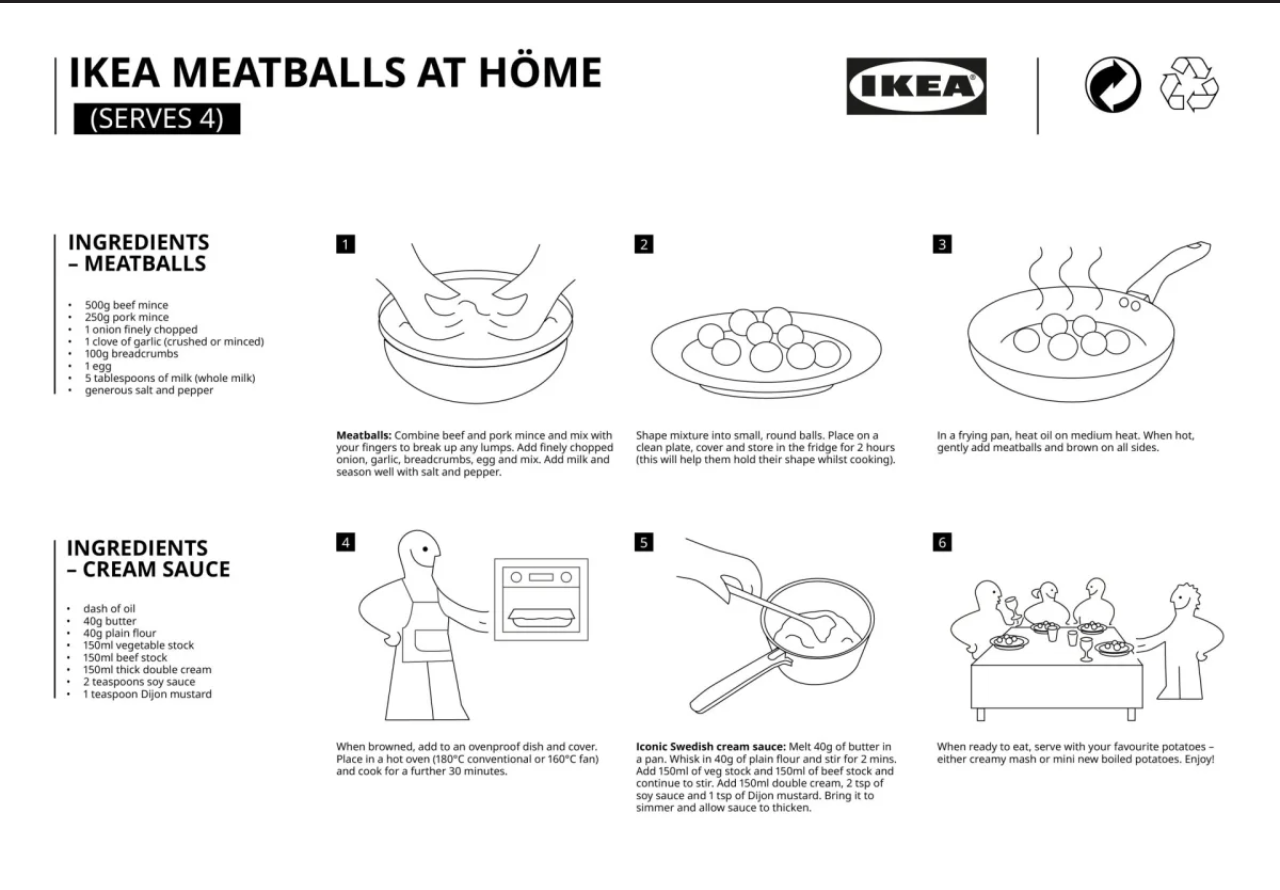 IKEA MEATBALLS AT HÖME
(SERVES 4)
IKEA®
INGREDIENTS
– MEATBALLS
• 500g beef mince
• 250g pork mince
• 1 onion finely chopped
• 1 clove of garlic (crushed or minced)
• 100g breadcrumbs
• 1 egg
• 5 tablespoons of milk (whole milk)
• generous salt and pepper
1
Meatballs: Combine beef and pork mince and mix with
your fingers to break up any lumps. Add finely chopped
onion, garlic, breadcrumbs, egg and mix. Add milk and
season well with salt and pepper.
2
Shape mixture into small, round balls. Place on a
clean plate, cover and store in the fridge for 2 hours
(this will help them hold their shape whilst cooking).
3
In a frying pan, heat oil on medium heat. When hot,
gently add meatballs and brown on all sides.
INGREDIENTS
– CREAM SAUCE
• dash of oil
• 40g butter
• 40g plain flour
• 150ml vegetable stock
• 150ml beef stock
• 150ml thick double cream
• 2 teaspoons soy sauce
• 1 teaspoon Dijon mustard
4
When browned, add to an ovenproof dish and cover.
Place in a hot oven (180°C conventional or 160°C fan)
and cook for a further 30 minutes.
5
Iconic Swedish cream sauce: Melt 40g of butter in
a pan. Whisk in 40g of plain flour and stir for 2 mins.
Add 150ml of veg stock and 150ml of beef stock and
continue to stir. Add 150ml double cream, 2 tsp of
soy sauce and 1 tsp of Dijon mustard. Bring it to
simmer and allow sauce to thicken.
6
When ready to eat, serve with your favourite potatoes –
either creamy mash or mini new boiled potatoes. Enjoy!